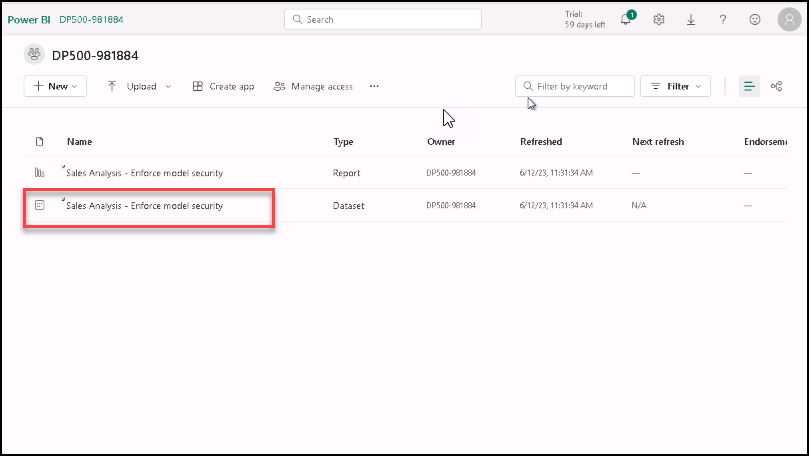 Power BI DP500-981884 Search Trial: 59 days left 1 ?
DP500-981884
New Upload Create app Manage access ... Filter by keyword Filter
Name Type Owner Refreshed Next refresh Endorseme
Sales Analysis - Enforce model security Report DP500-981884 6/12/23, 11:31:34 AM — —
Sales Analysis - Enforce model security Dataset DP500-981884 6/12/23, 11:31:34 AM N/A —